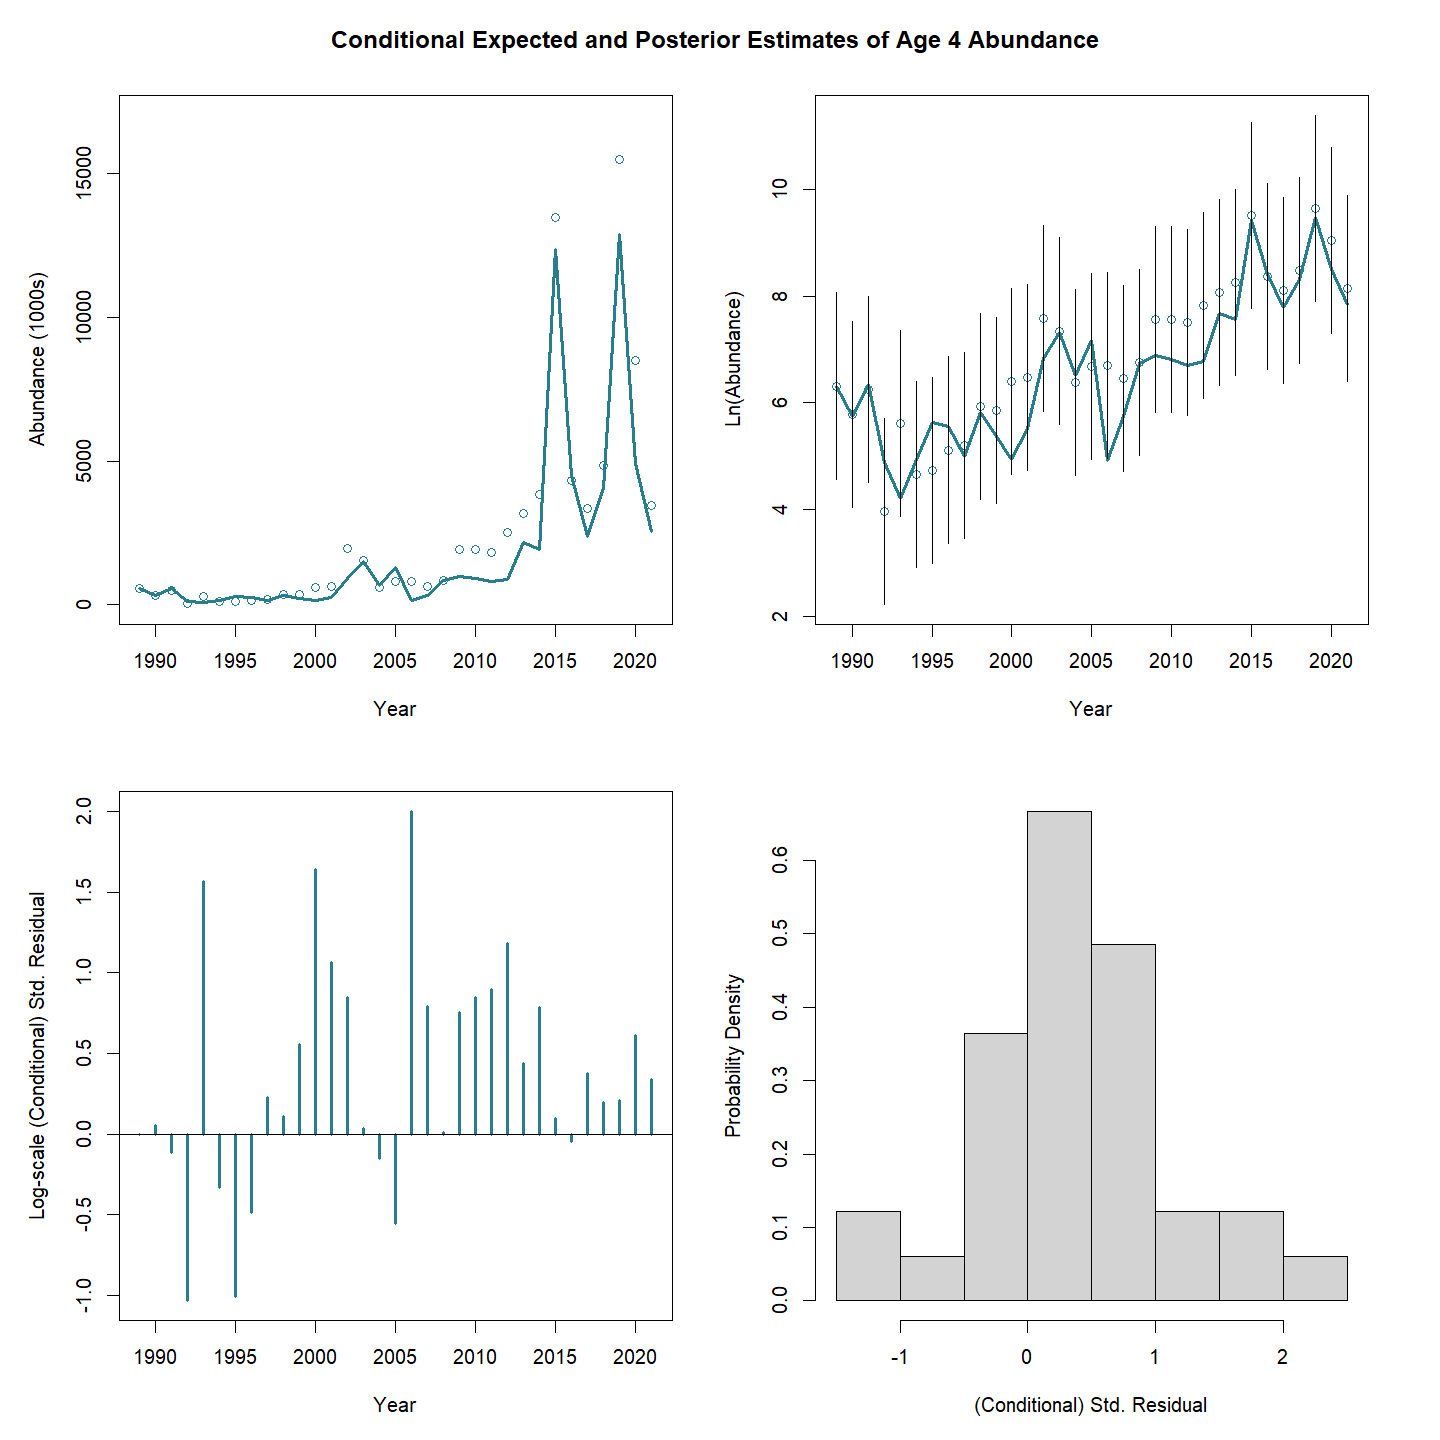 Conditional Expected and Posterior Estimates of Age 4 Abundance
Abundance (1000s)
0
5000
10000
15000
1990 1995 2000 2005 2010 2015 2020
Year
Ln(Abundance)
2
4
6
8
10
1990 1995 2000 2005 2010 2015 2020
Year
Log-scale (Conditional) Std. Residual
-1.0
-0.5
0.0
0.5
1.0
1.5
2.0
1990 1995 2000 2005 2010 2015 2020
Year
Probability Density
0.0
0.1
0.2
0.3
0.4
0.5
0.6
-1 0 1 2
(Conditional) Std. Residual